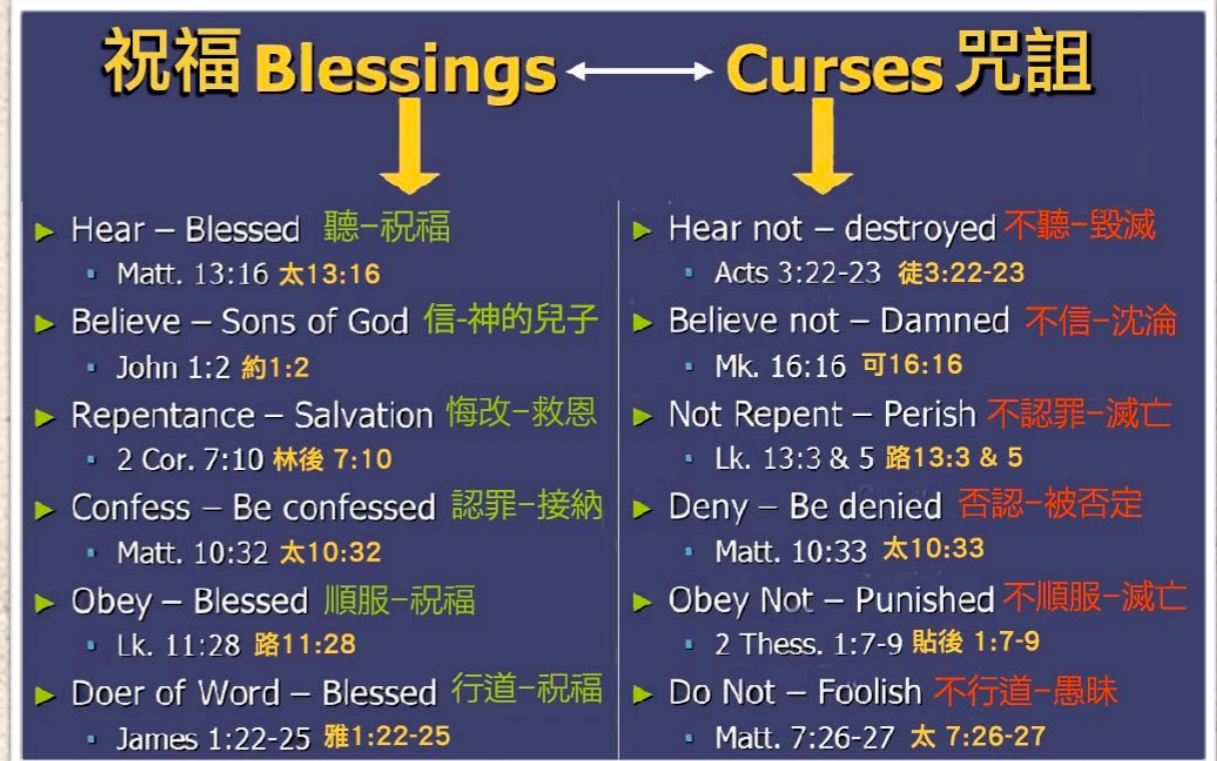 祝福 Blessings Curses 咒詛
Hear – Blessed 聽-祝福
Matt. 13:16 太13:16
Believe – Sons of God 信-神的兒子
John 1:2 約1:2
Repentance – Salvation 悔改-救恩
2 Cor. 7:10 林後 7:10
Confess – Be confessed 認罪-接納
Matt. 10:32 太10:32
Obey – Blessed 順服-祝福
Lk. 11:28 路11:28
Doer of Word – Blessed 行道-祝福
James 1:22-25 雅1:22-25
Hear not – destroyed 不聽-毀滅
Acts 3:22-23 徒3:22-23
Believe not – Damned 不信-沈淪
Mk. 16:16 可16:16
Not Repent – Perish 不認罪-滅亡
Lk. 13:3 & 5 路13:3 & 5
Deny – Be denied 否認-被否定
Matt. 10:33 太10:33
Obey Not – Punished 不順服-滅亡
2 Thess. 1:7-9 貼後 1:7-9
Do Not – Foolish 不行道-愚昧
Matt. 7:26-27 太 7:26-27